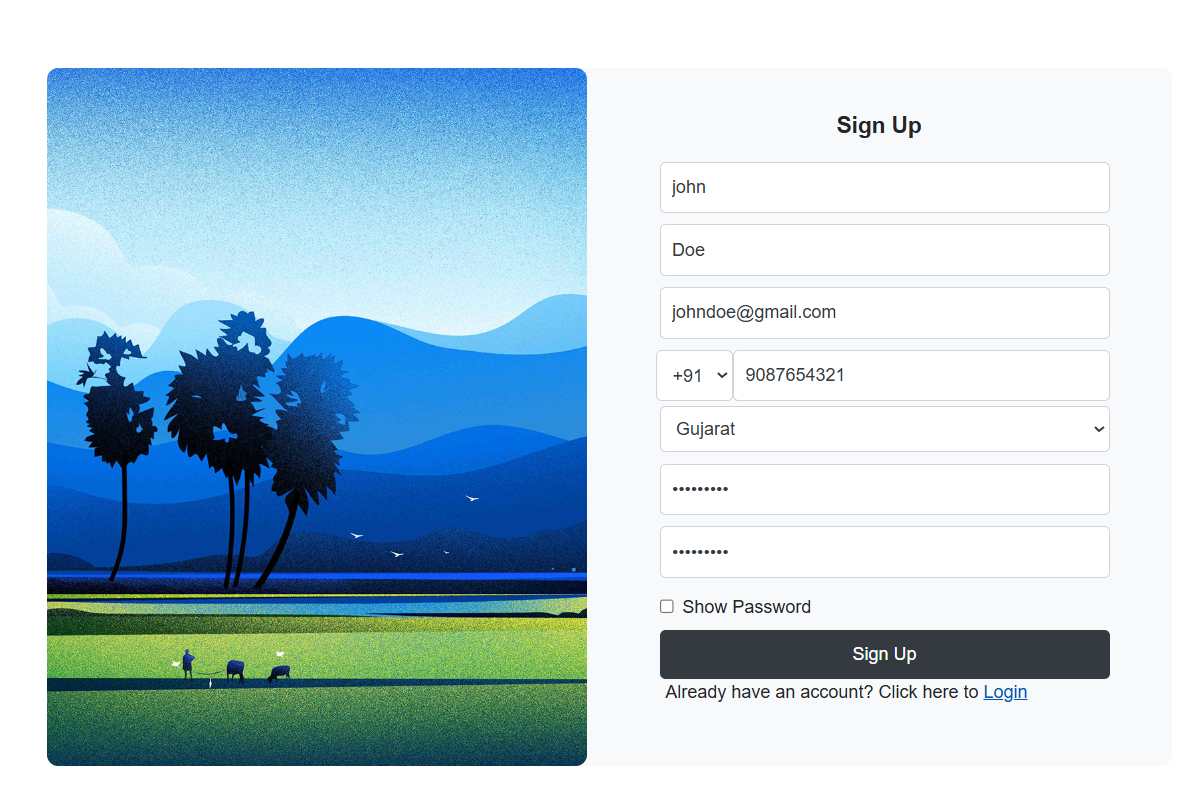 Sign Up
john
Doe
johndoe@gmail.com
+91 9087654321
Gujarat
•••••••••
•••••••••
Show Password
Sign Up
Already have an account? Click here to Login